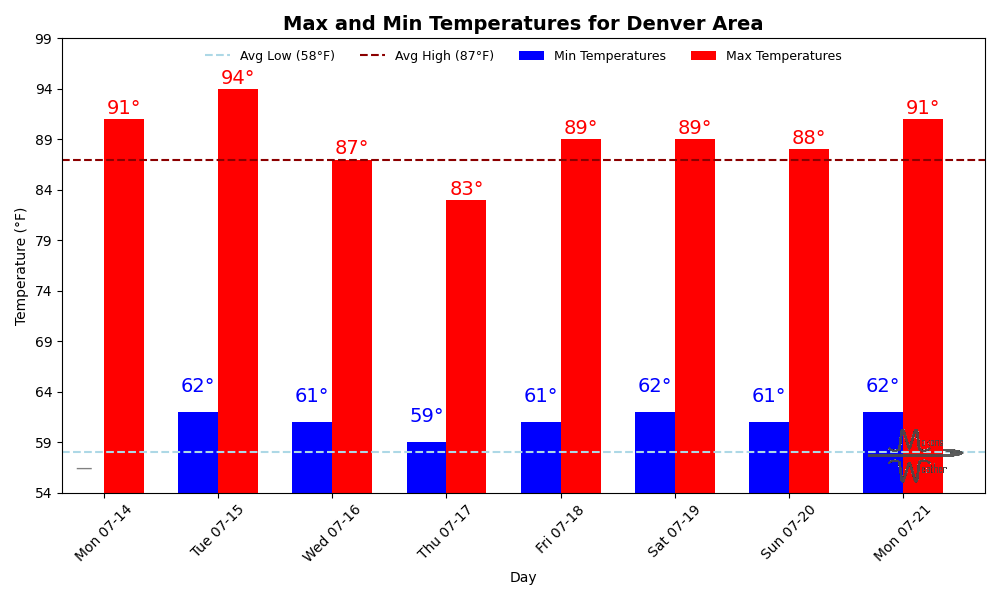 Max and Min Temperatures for Denver Area
Avg Low (58°F) Avg High (87°F) Min Temperatures Max Temperatures
Temperature (°F)
99
94
89
84
79
74
69
64
59
54
91° 94° 87° 83° 89° 89° 88° 91°
— 62° 61° 59° 61° 62° 61° 62°
Mon 07-14 Tue 07-15 Wed 07-16 Thu 07-17 Fri 07-18 Sat 07-19 Sun 07-20 Mon 07-21
Day